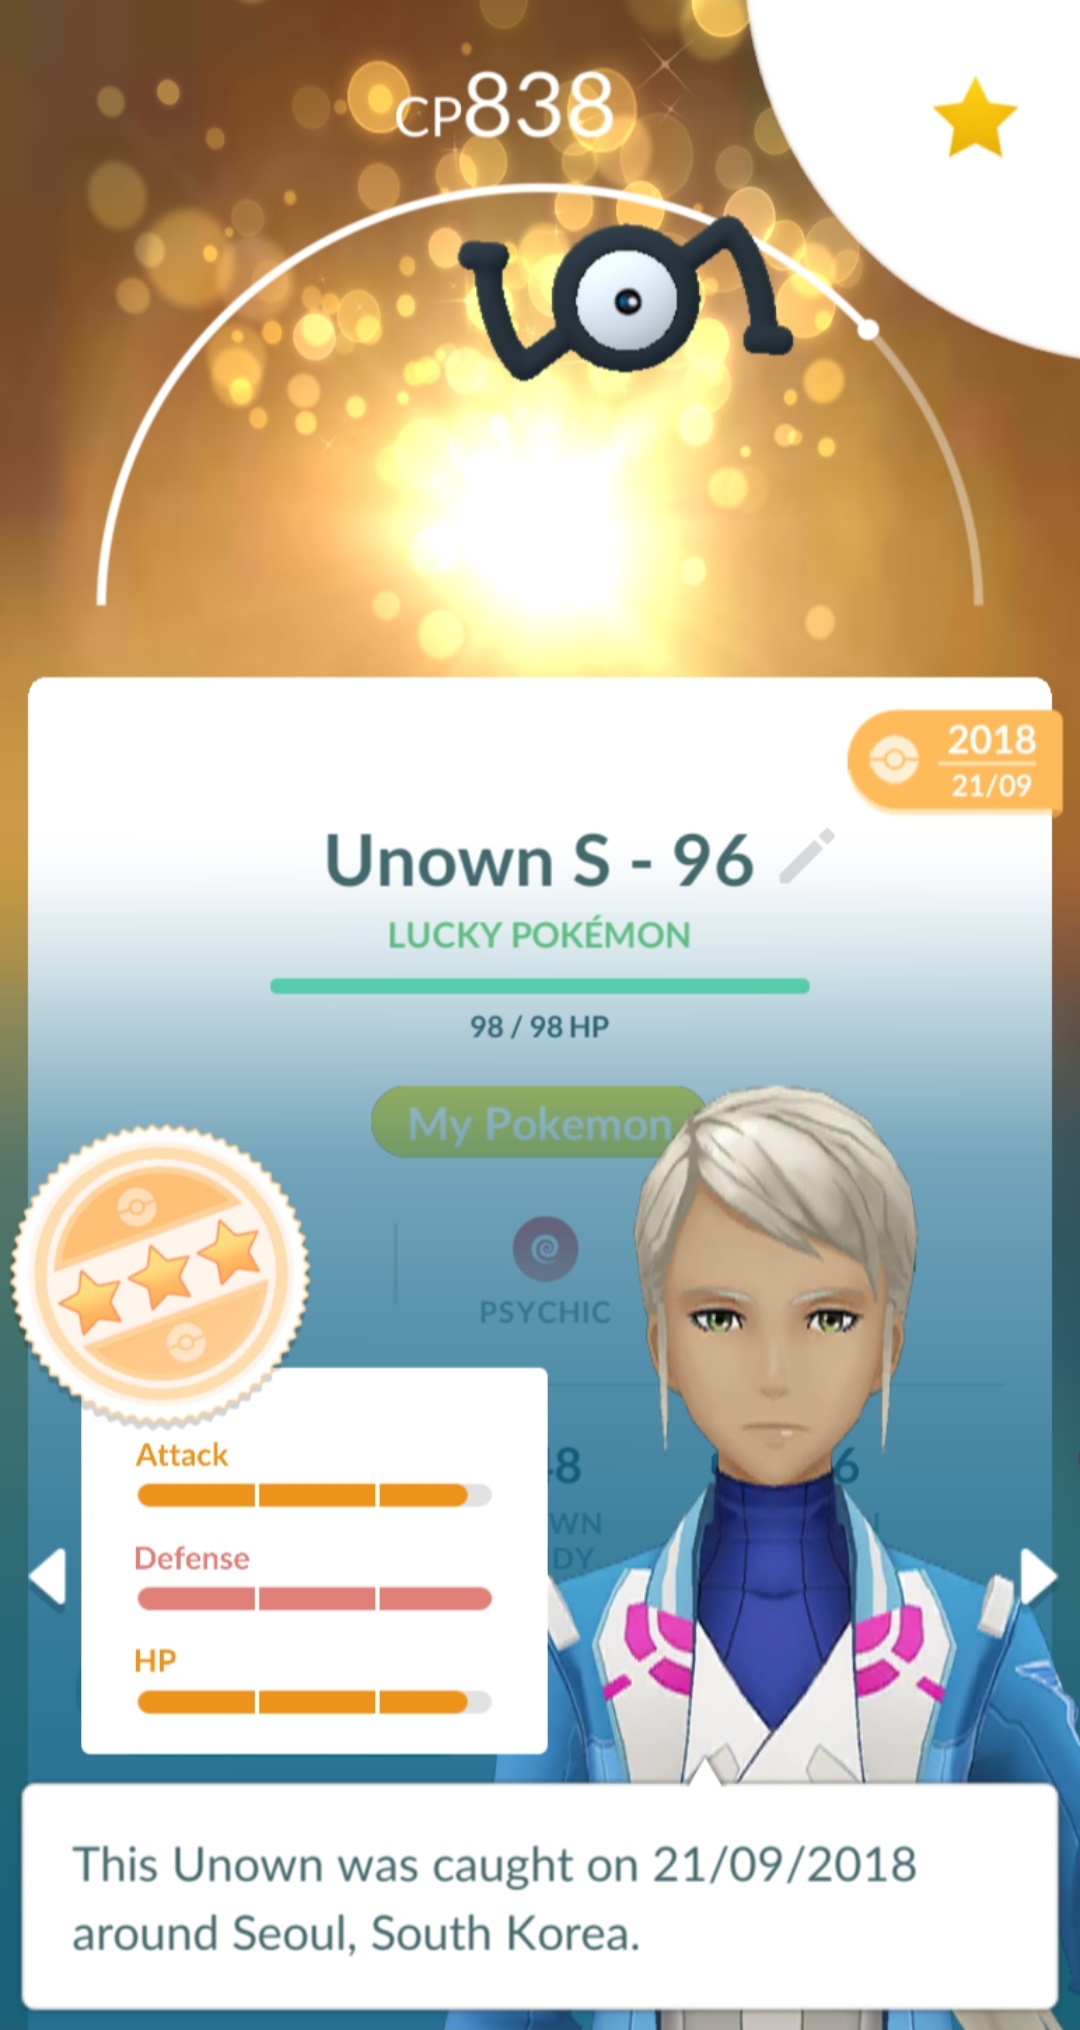 CP838
2018
21/09
Unown S - 96
LUCKY POKÉMON
98 / 98 HP
My Pokemon
PSYCHIC
Attack
Defense
HP
This Unown was caught on 21/09/2018
around Seoul, South Korea.